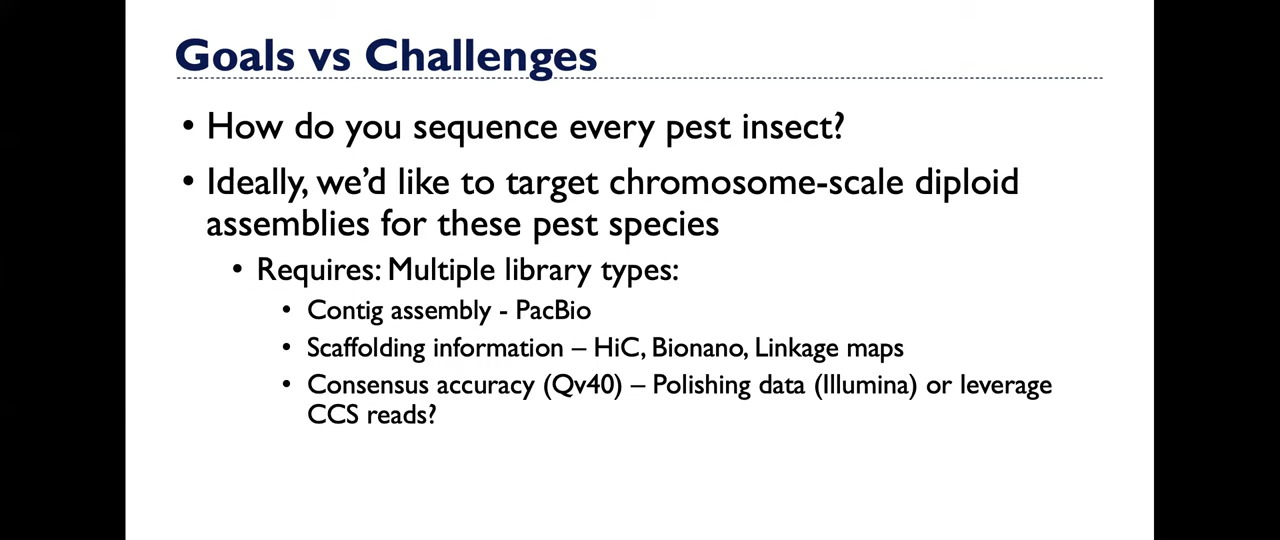 Goals vs Challenges
• How do you sequence every pest insect?
• Ideally, we’d like to target chromosome-scale diploid
assemblies for these pest species
• Requires: Multiple library types:
• Contig assembly - PacBio
• Scaffolding information – HiC, Bionano, Linkage maps
• Consensus accuracy (Qv40) – Polishing data (Illumina) or leverage
CCS reads?